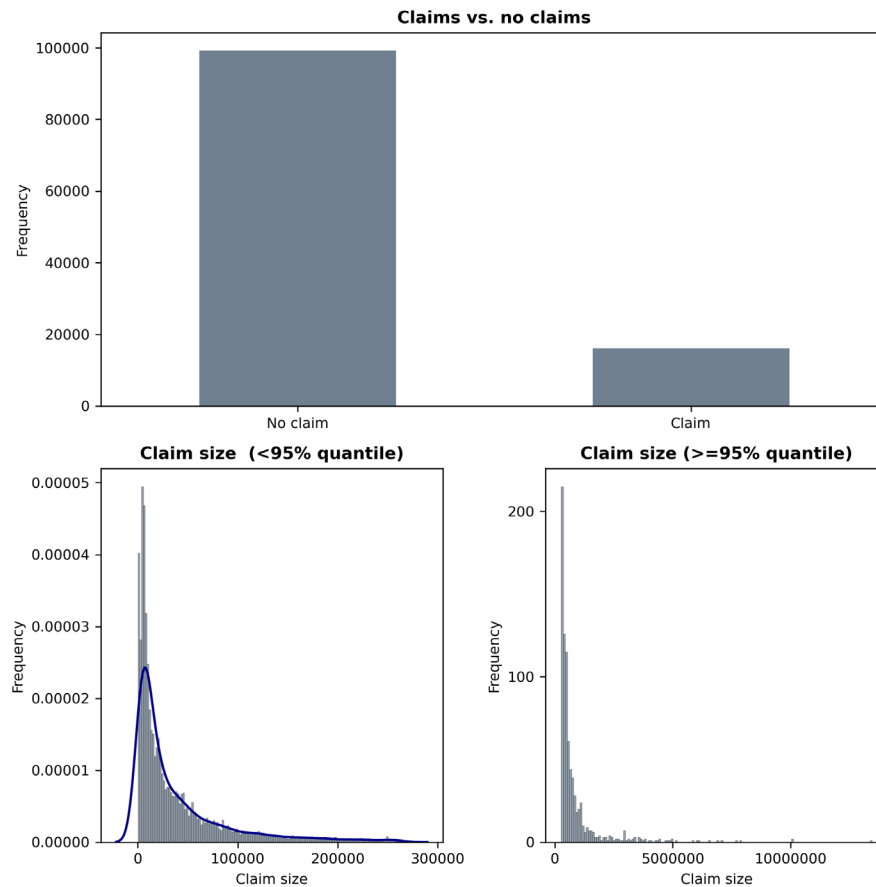 Claims vs. no claims
Frequency
100000
80000
60000
40000
20000
0
No claim
Claim
Claim size  (<95% quantile)
Frequency
0.00005
0.00004
0.00003
0.00002
0.00001
0.00000
0
100000
200000
300000
Claim size
Claim size (>=95% quantile)
Frequency
200
100
0
0
5000000
10000000
Claim size